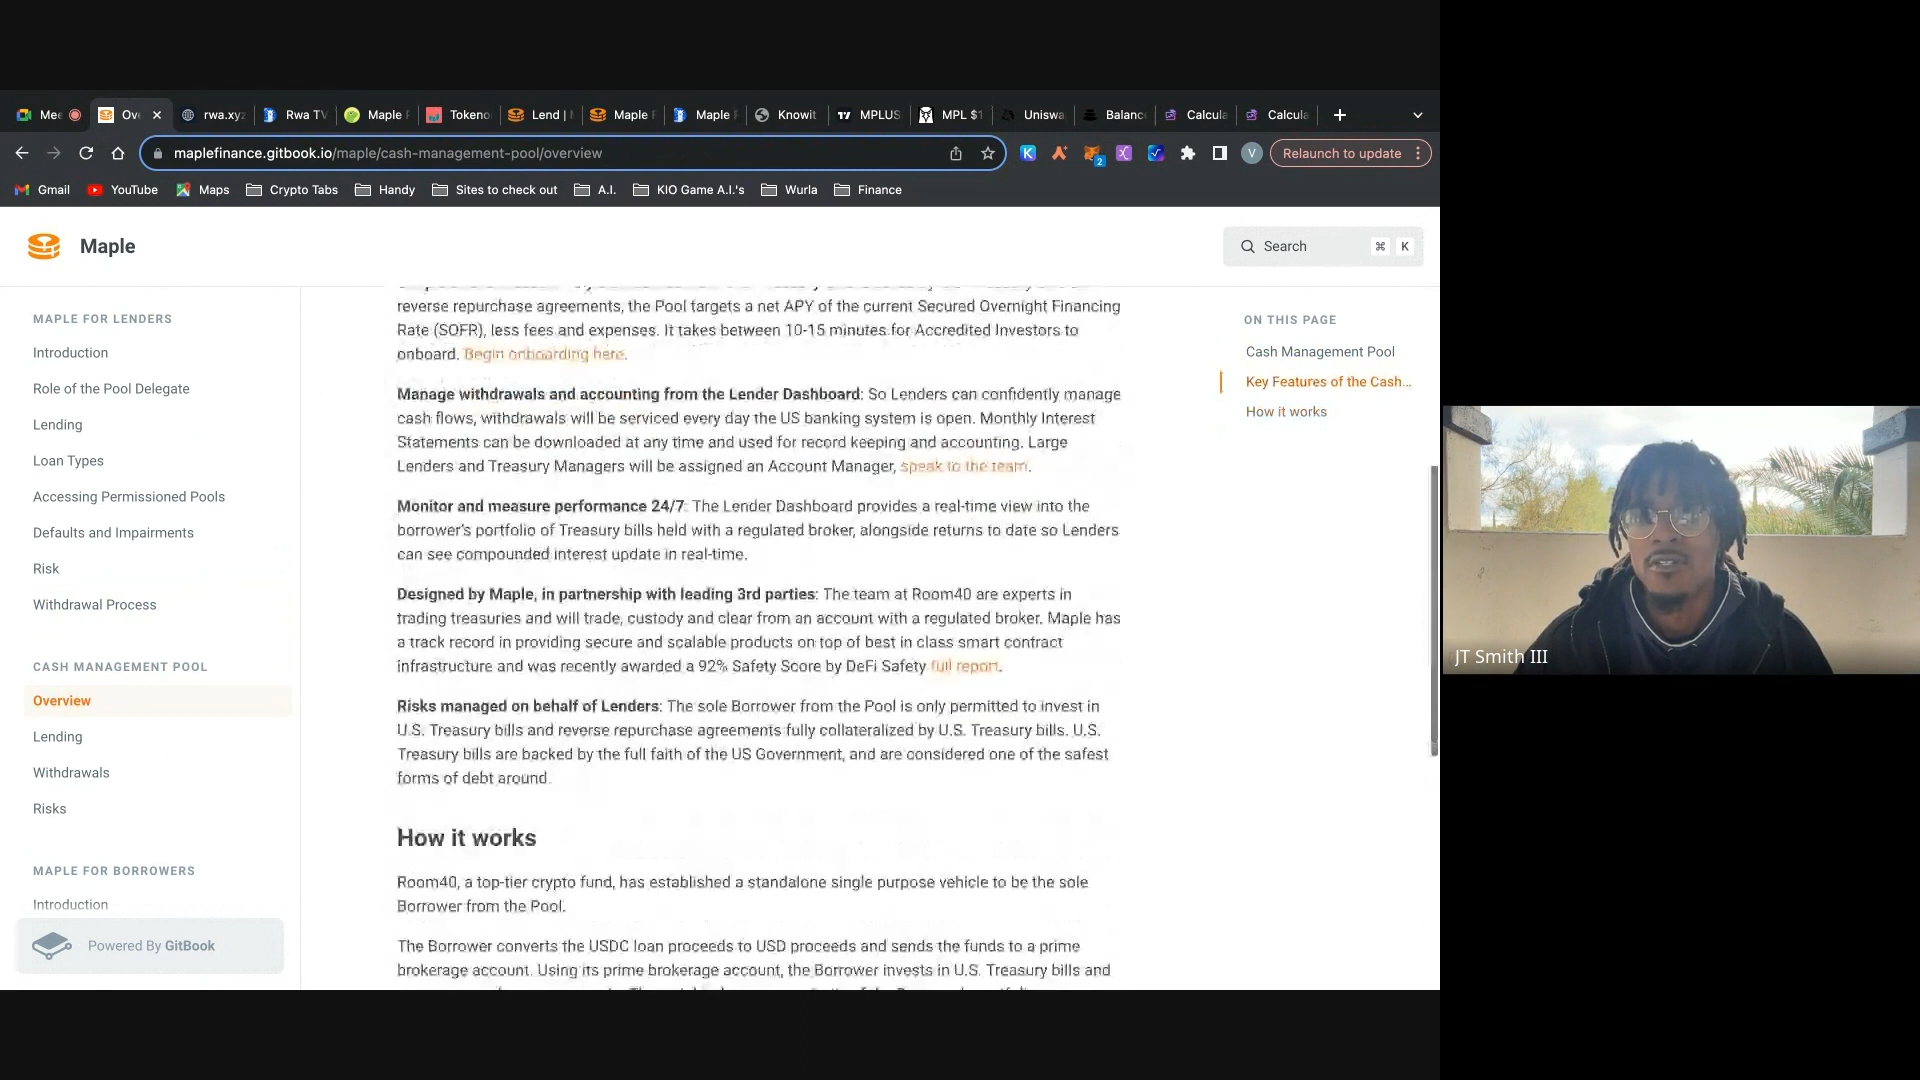 Mee
Ov
rwa.xyz
Rwa TV
Maple F
Tokeno
Lend |
Maple F
Maple
Knowit
MPLUS
MPL $1
Uniswa
Balanc
Calcula
Calcula
maplefinance.gitbook.io/maple/cash-management-pool/overview
2
V
Relaunch to update
Gmail
YouTube
Maps
Crypto Tabs
Handy
Sites to check out
A.I.
KIO Game A.I.'s
Wurla
Finance
Maple
Search
⌘ K
MAPLE FOR LENDERS
Introduction
Role of the Pool Delegate
Lending
Loan Types
Accessing Permissioned Pools
Defaults and Impairments
Risk
Withdrawal Process
CASH MANAGEMENT POOL
Overview
Lending
Withdrawals
Risks
MAPLE FOR BORROWERS
Introduction
Powered By GitBook
reverse repurchase agreements, the Pool targets a net APY of the current Secured Overnight Financing
Rate (SOFR), less fees and expenses. It takes between 10-15 minutes for Accredited Investors to
onboard. Begin onboarding here.
Manage withdrawals and accounting from the Lender Dashboard: So Lenders can confidently manage
cash flows, withdrawals will be serviced every day the US banking system is open. Monthly Interest
Statements can be downloaded at any time and used for record keeping and accounting. Large
Lenders and Treasury Managers will be assigned an Account Manager, speak to the team.
Monitor and measure performance 24/7: The Lender Dashboard provides a real-time view into the
borrower's portfolio of Treasury bills held with a regulated broker, alongside returns to date so Lenders
can see compounded interest update in real-time.
Designed by Maple, in partnership with leading 3rd parties: The team at Room40 are experts in
trading treasuries and will trade, custody and clear from an account with a regulated broker. Maple has
a track record in providing secure and scalable products on top of best in class smart contract
infrastructure and was recently awarded a 92% Safety Score by DeFi Safety full report.
Risks managed on behalf of Lenders: The sole Borrower from the Pool is only permitted to invest in
U.S. Treasury bills and reverse repurchase agreements fully collateralized by U.S. Treasury bills. U.S.
Treasury bills are backed by the full faith of the US Government, and are considered one of the safest
forms of debt around.
How it works
Room40, a top-tier crypto fund, has established a standalone single purpose vehicle to be the sole
Borrower from the Pool.
The Borrower converts the USDC loan proceeds to USD proceeds and sends the funds to a prime
brokerage account. Using its prime brokerage account, the Borrower invests in U.S. Treasury bills and
ON THIS PAGE
Cash Management Pool
Key Features of the Cash...
How it works
JT Smith III